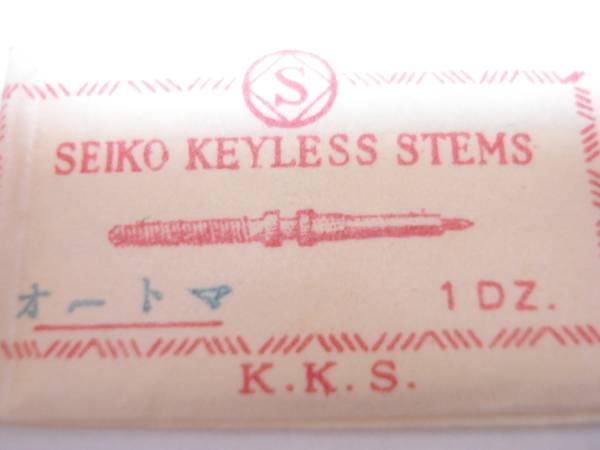 S
SEIKO KEYLESS STEMS
オートマ
1 DZ.
K.K.S.